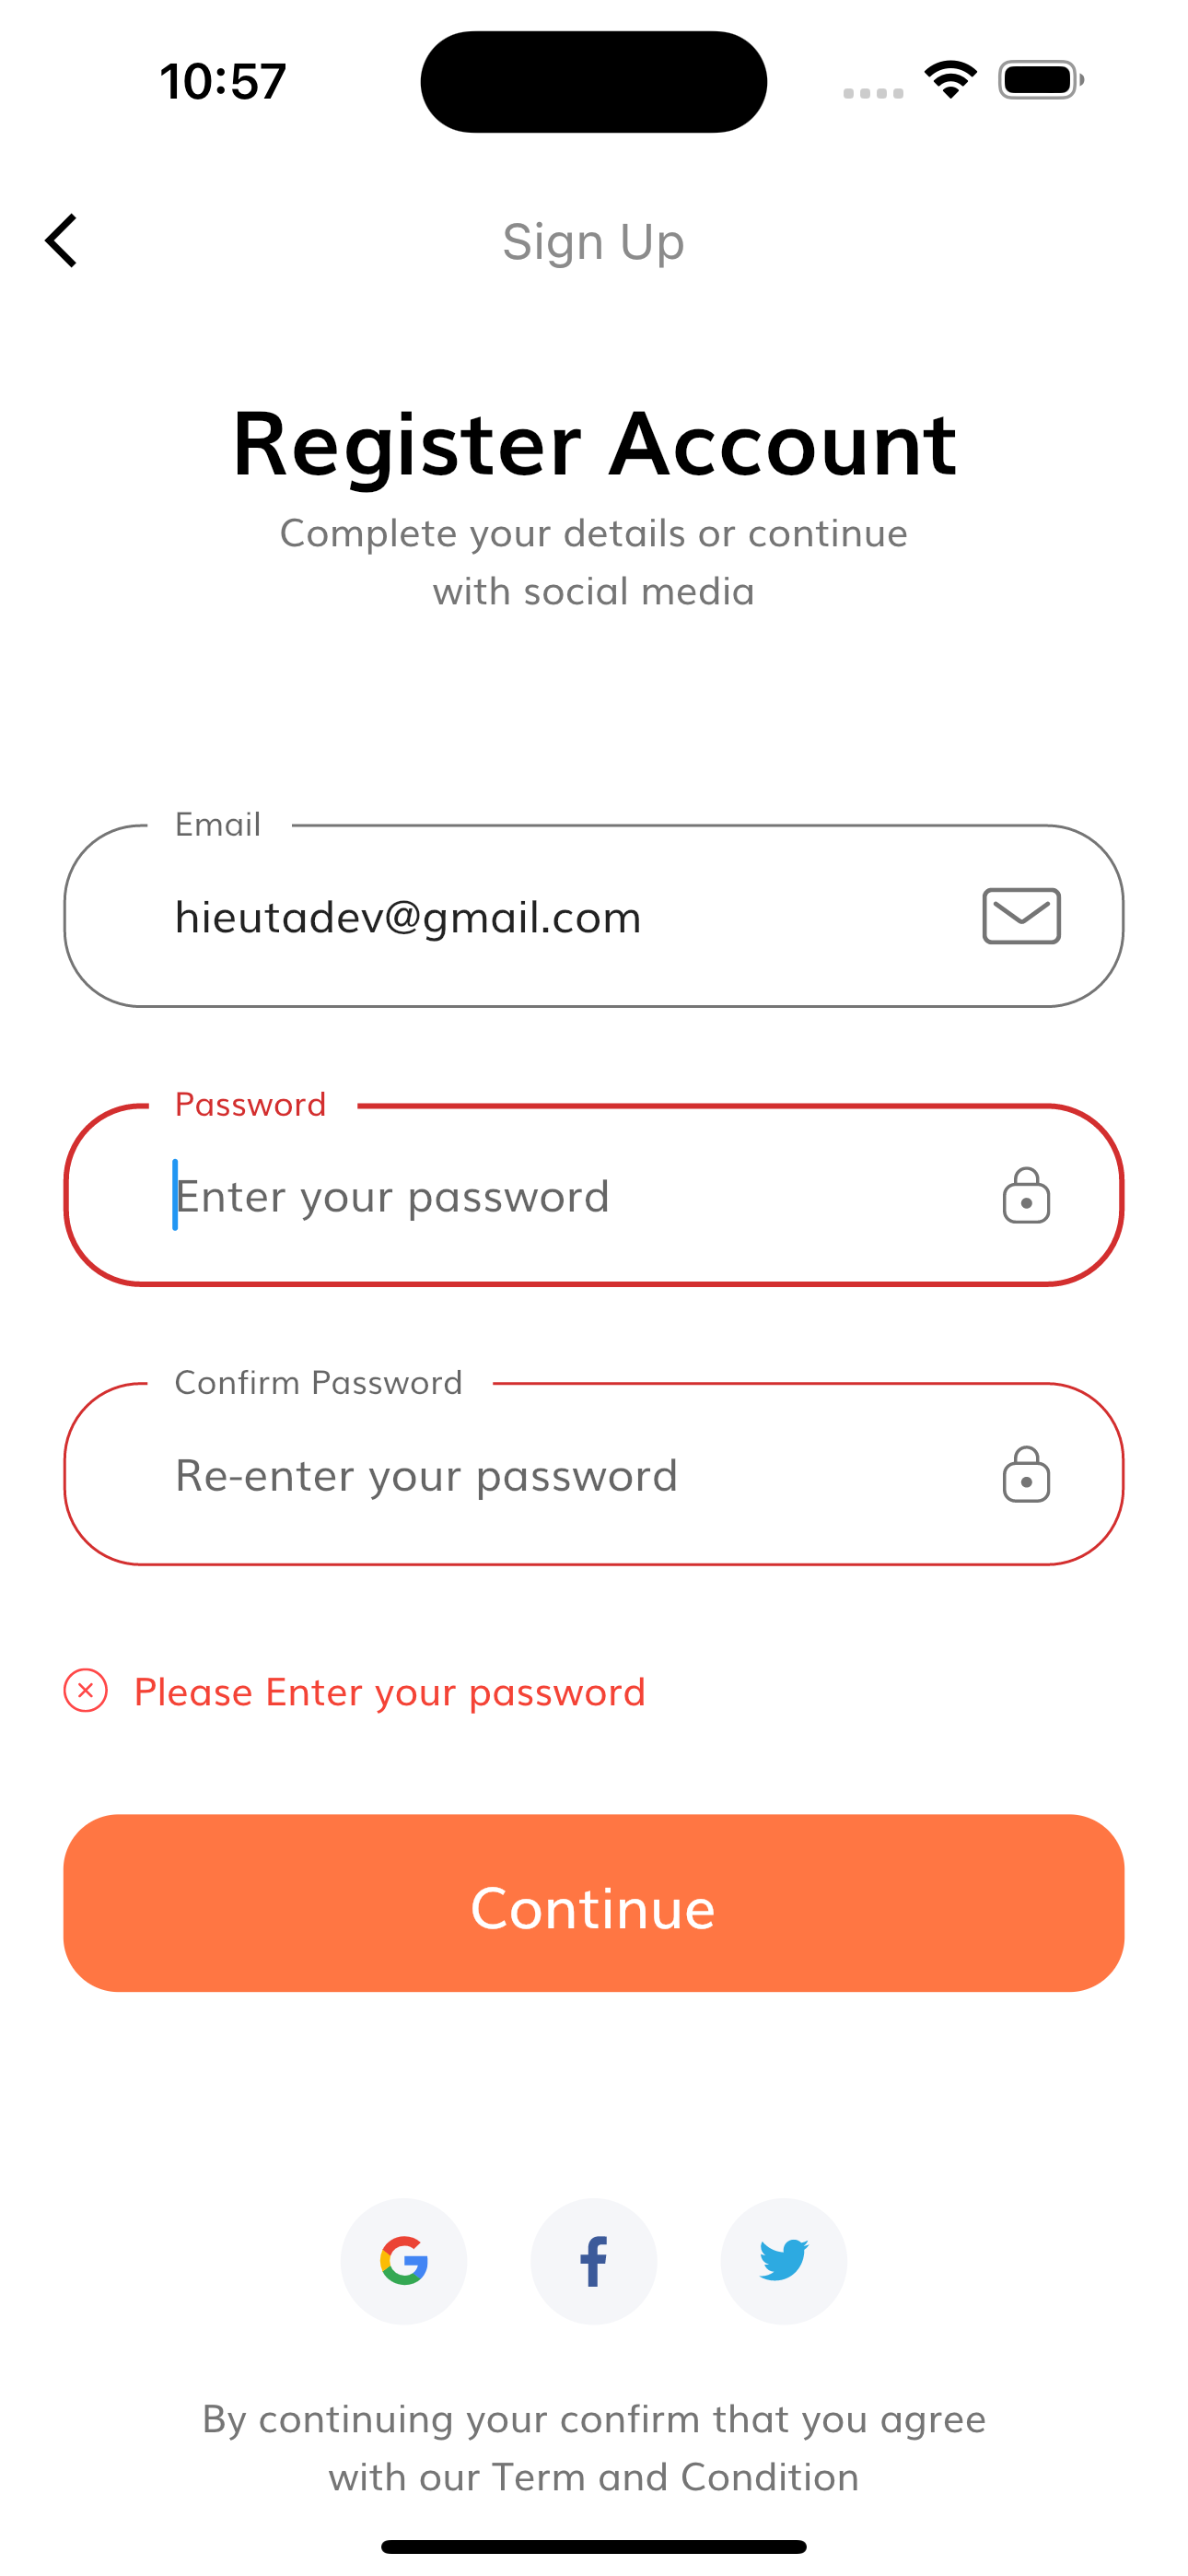 10:57
Sign Up
Register Account
Complete your details or continue
with social media
Email
hieutadev@gmail.com
Password
Enter your password
Confirm Password
Re-enter your password
Please Enter your password
Continue
By continuing your confirm that you agree
with our Term and Condition